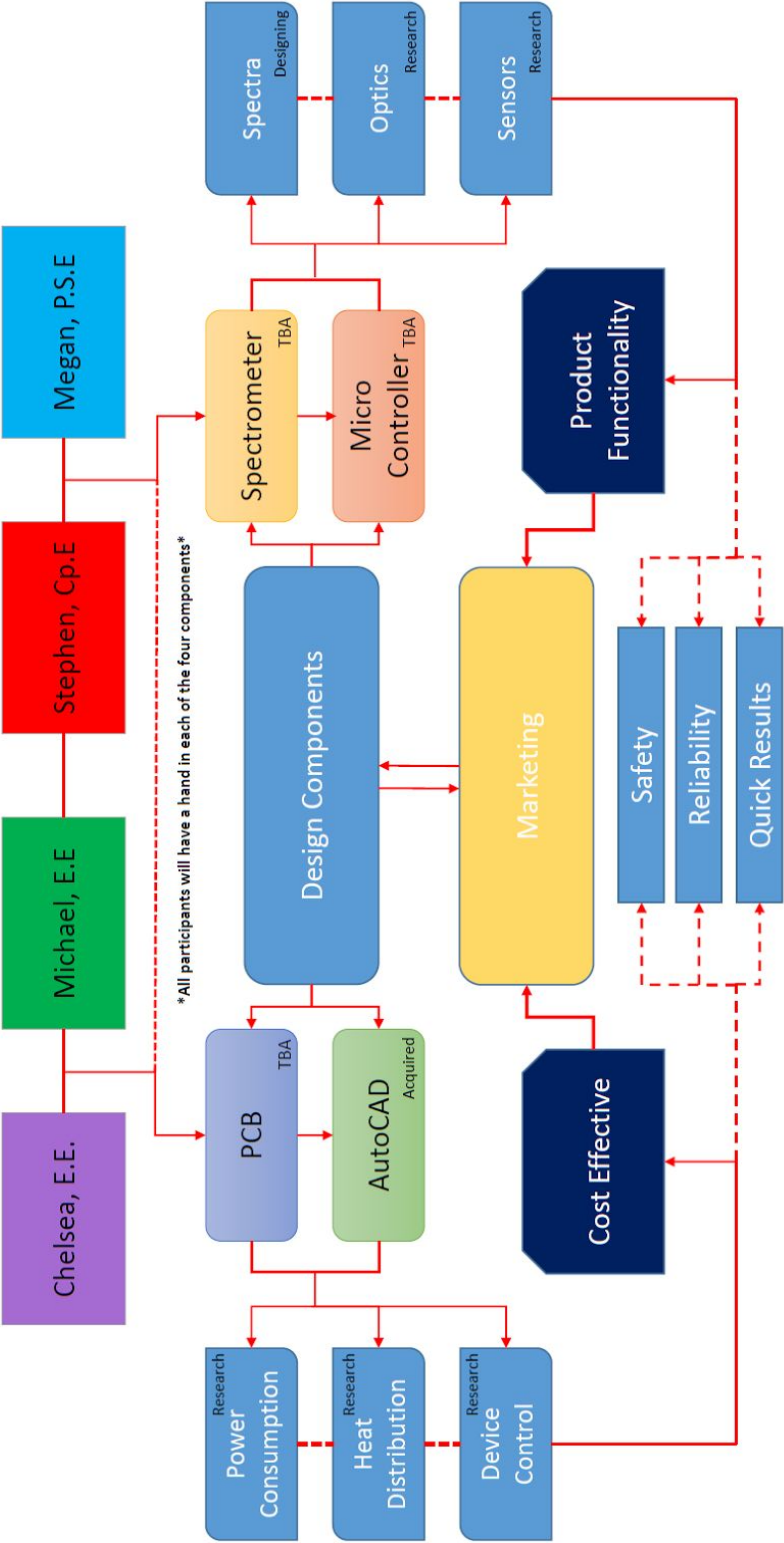 Chelsea, E.E.
Michael, E.E
Stephen, Cp.E
Megan, P.S.E
*All participants will have a hand in each of the four components*
Research
Power
Consumption
Research
Heat
Distribution
Research
Device
Control
PCB
TBA
AutoCAD
Acquired
Design Components
Spectrometer
TBA
Micro
Controller
TBA
Spectra
Designing
Optics
Research
Sensors
Research
Cost Effective
Marketing
Product
Functionality
Safety
Reliability
Quick Results